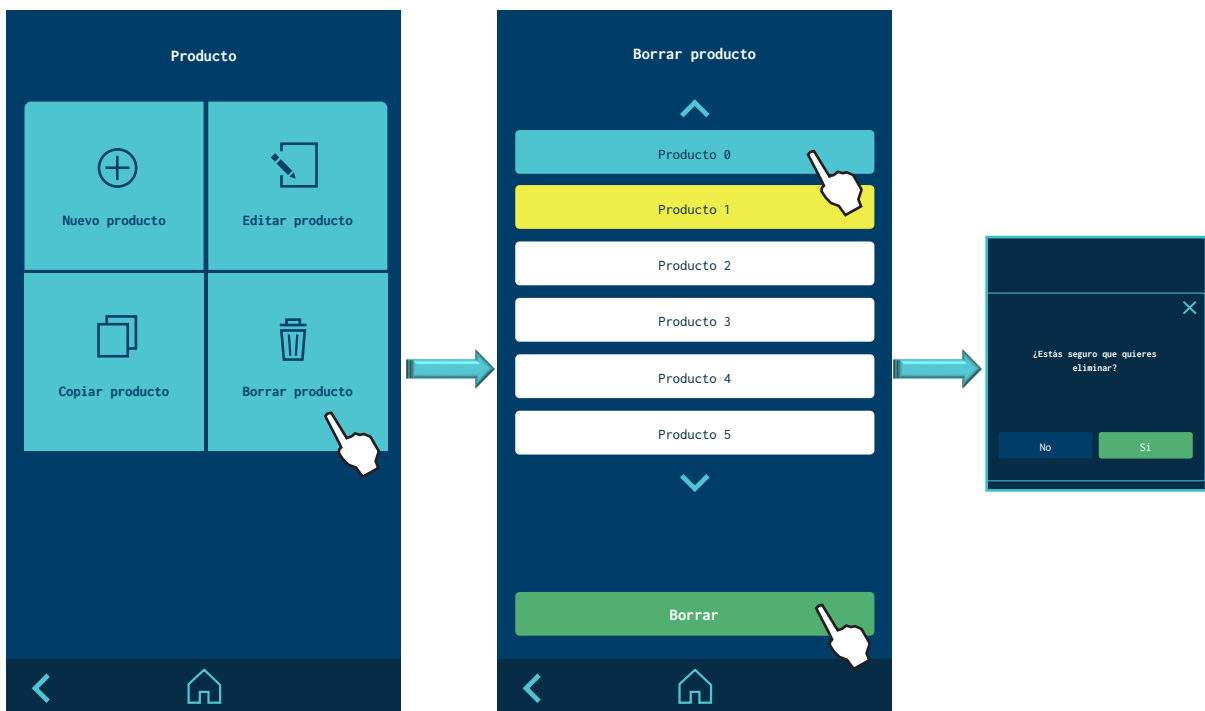 Producto
Nuevo producto
Editar producto
Copiar producto
Borrar producto
Borrar producto
Producto 0
Producto 1
Producto 2
Producto 3
Producto 4
Producto 5
Borrar
¿Estás seguro que quieres
eliminar?
No
Si